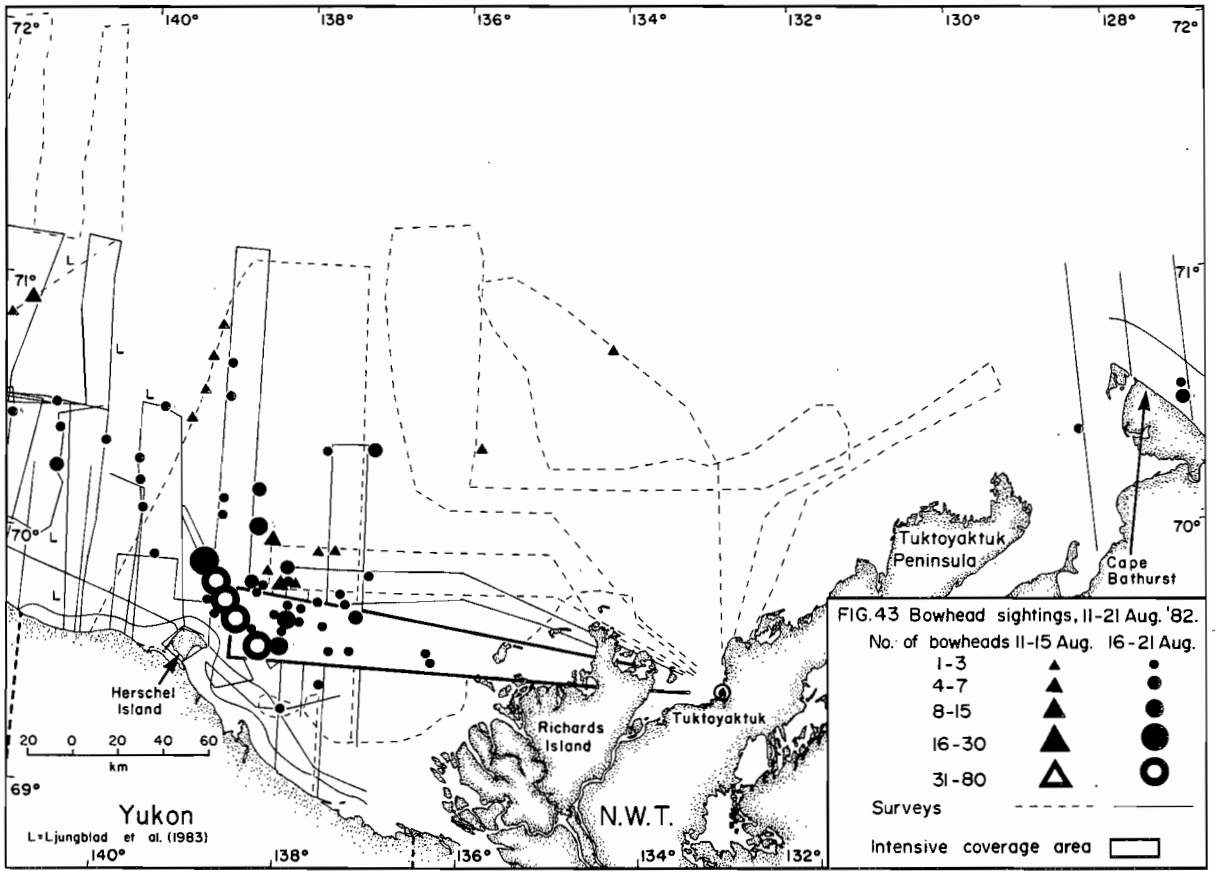 72° 140° 138° 136° 134° 132° 130° 128° 72°
71° 71°
L
L
L
70° 70°
L
L
Tuktoyaktuk
Peninsula
Cape
Bathurst
Herschel
Island
Richards
Island
Tuktoyaktuk
20 0 20 40 60
km
69°
Yukon
N.W.T.
L=Ljungblad et al. (1983)
140° 138° 136° 134° 132°
FIG.43 Bowhead sightings, 11-21 Aug. '82.
No. of bowheads 11-15 Aug. 16-21 Aug.
1-3
4-7
8-15
16-30
31-80
Surveys
Intensive coverage area